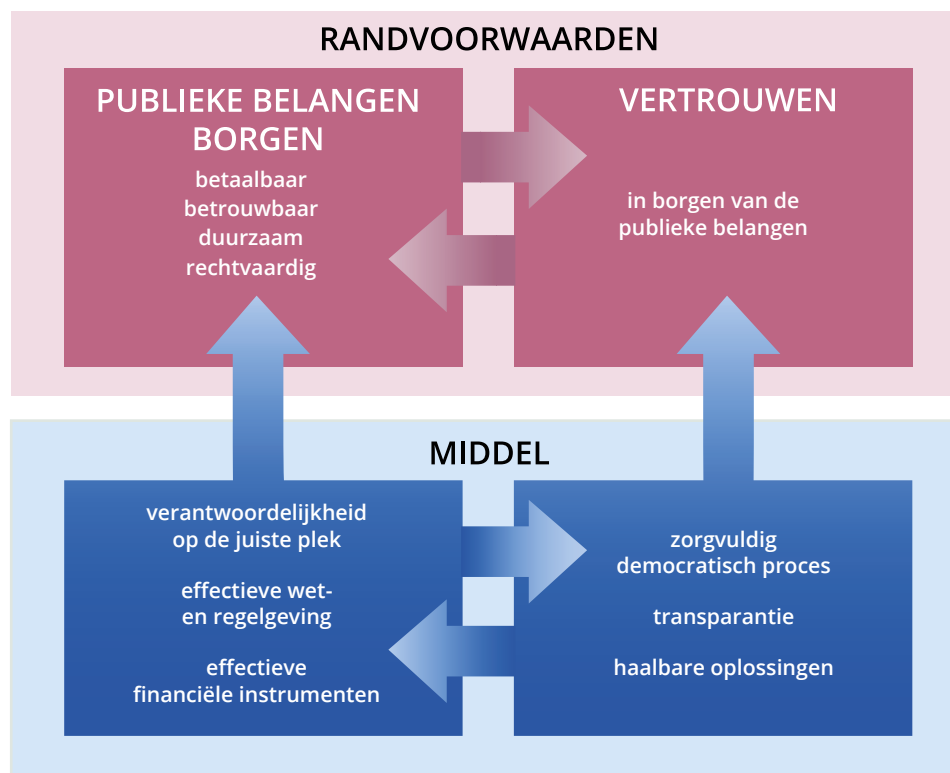 RANDVOORWAARDEN
PUBLIEKE BELANGEN
BORGEN
betaalbaar
betrouwbaar
duurzaam
rechtvaardig
VERTROUWEN
in borgen van de
publieke belangen
MIDDEL
verantwoordelijkheid
op de juiste plek
effectieve wet-
en regelgeving
effectieve
financiële instrumenten
zorgvuldig
democratisch proces
transparantie
haalbare oplossingen